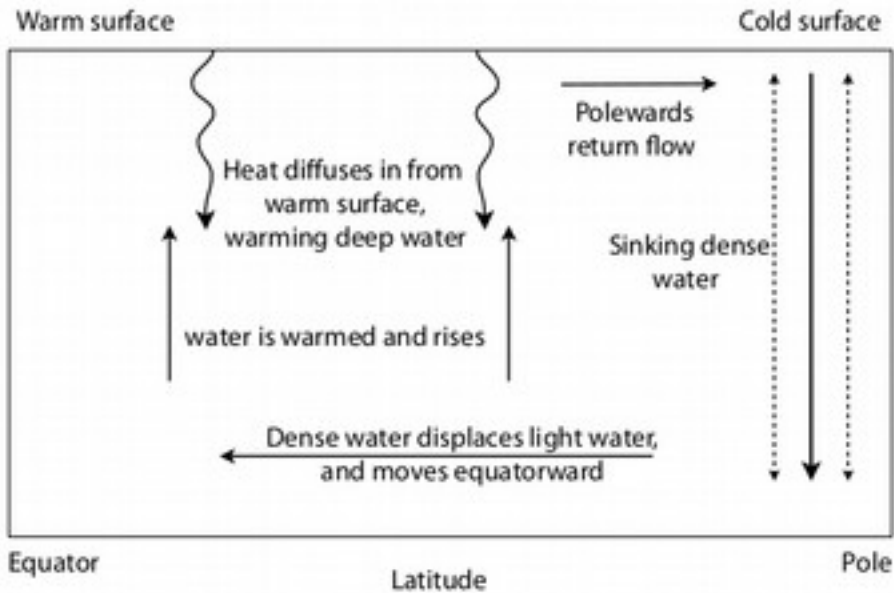 Warm surface
Cold surface
Polewards
return flow
Heat diffuses in from
warm surface,
warming deep water
Sinking dense
water
water is warmed and rises
Dense water displaces light water,
and moves equatorward
Equator
Pole
Latitude